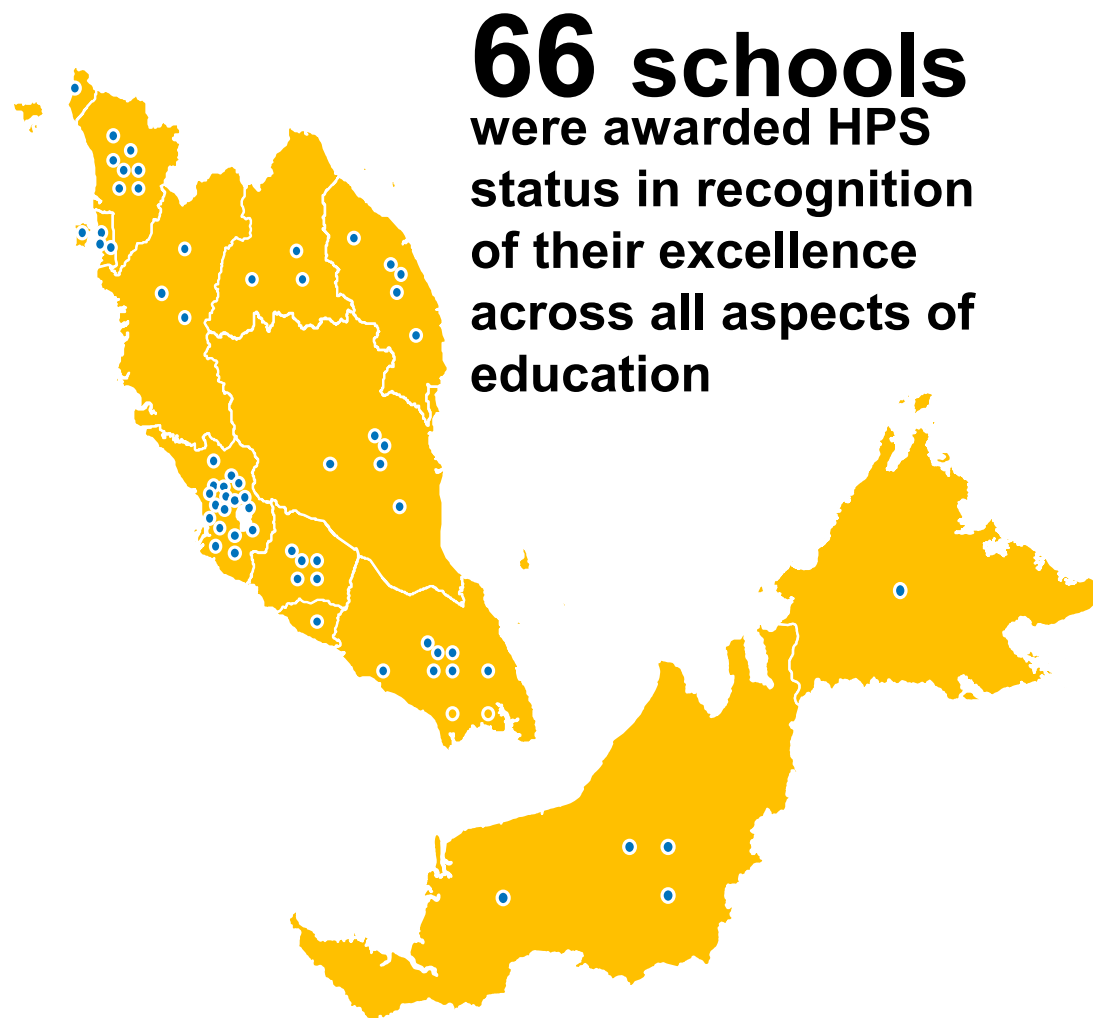 66 schools
were awarded HPS
status in recognition
of their excellence
across all aspects of
education